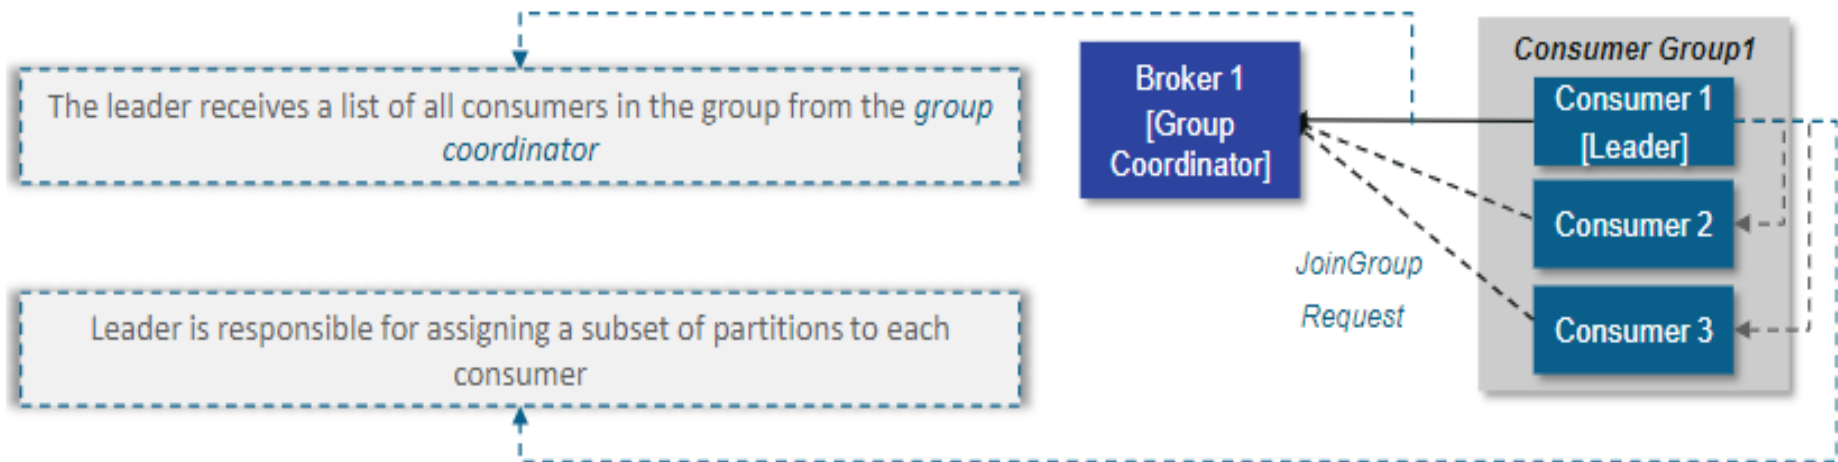 The leader receives a list of all consumers in the group from the group
coordinator
Leader is responsible for assigning a subset of partitions to each
consumer
Broker 1
[Group
Coordinator]
JoinGroup
Request
Consumer Group1
Consumer 1
[Leader]
Consumer 2
Consumer 3